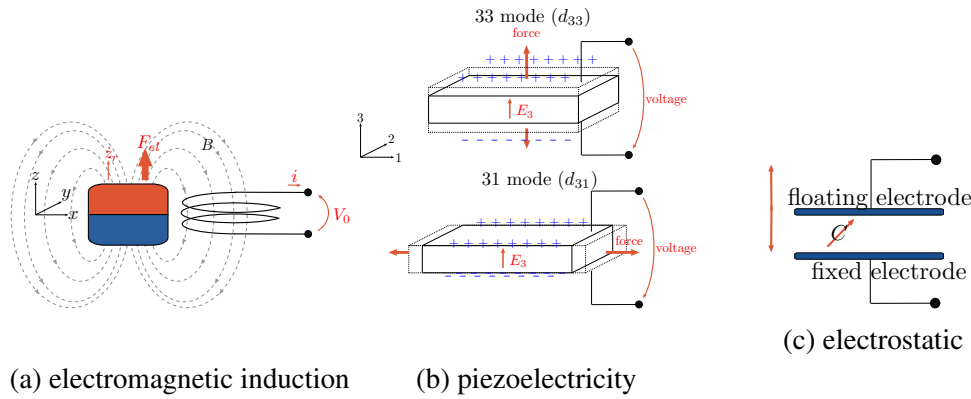 33 mode (d33)
force
+ + + + + + + +
+ + + + + + + +
E3
voltage
− − − − − − − −
3
2
1
31 mode (d31)
+ + + + + + + +
+ + + + + + + +
force
E3
voltage
− − − − − − −
Fel
zr
B
z
y
x
i
V0
floating electrode
C
fixed electrode
(a) electromagnetic induction
(b) piezoelectricity
(c) electrostatic